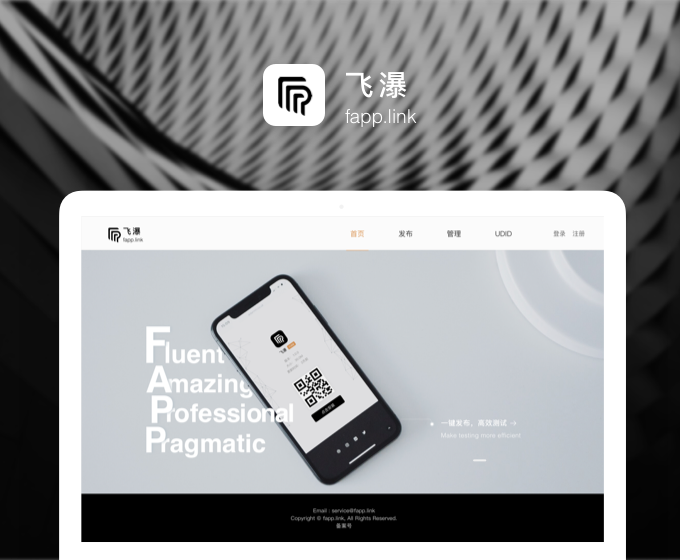 飞瀑
fapp.link
飞瀑
fapp.link
首页 发布 管理 UDID 登录 注册
Fluent
Amazing
Professional
Pragmatic
飞瀑
一键发布，高效测试 →
Make testing more efficient
Email : service@fapp.link
Copyright © fapp.link, All Rights Reserved.
备案号